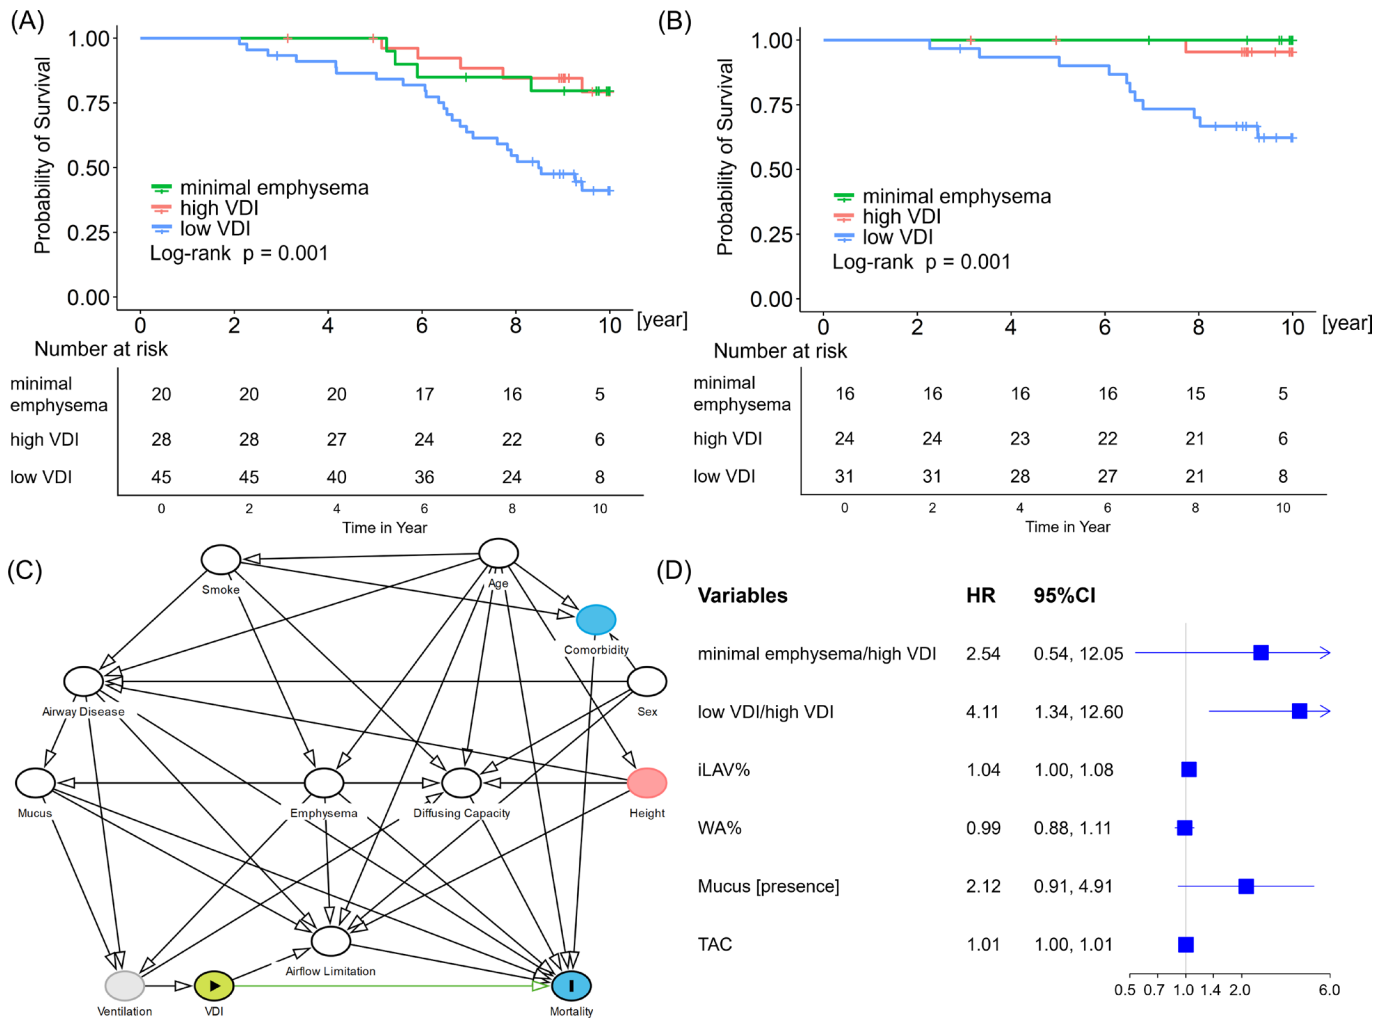 (A)
1.00
0.75
0.50
0.25
0.00
Probability of Survival
minimal emphysema
high VDI
low VDI
Log-rank p = 0.001
0 2 4 6 8 10 [year]
Number at risk
minimal
emphysema 20 20 20 17 16 5
high VDI 28 28 27 24 22 6
low VDI 45 45 40 36 24 8
0 2 4 6 8 10
Time in Year
(B)
1.00
0.75
0.50
0.25
0.00
Probability of Survival
minimal emphysema
high VDI
low VDI
Log-rank p = 0.001
0 2 4 6 8 10 [year]
Number at risk
minimal
emphysema 16 16 16 16 15 5
high VDI 24 24 23 22 21 6
low VDI 31 31 28 27 21 8
0 2 4 6 8 10
Time in Year
(C)
Smoke
Age
Comorbidity
Airway Disease
Sex
Mucus
Emphysema
Diffusing Capacity
Height
Airflow Limitation
Ventilation
VDI
Mortality
(D)
Variables HR 95%CI
minimal emphysema/high VDI 2.54 0.54, 12.05
low VDI/high VDI 4.11 1.34, 12.60
iLAV% 1.04 1.00, 1.08
WA% 0.99 0.88, 1.11
Mucus [presence] 2.12 0.91, 4.91
TAC 1.01 1.00, 1.01
0.5 0.7 1.0 1.4 2.0 6.0